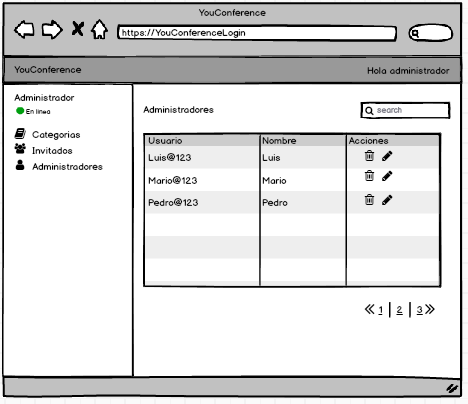 YouConference
https://YouConferenceLogin
YouConference
Hola administrador
Administrador
En linea
Categorias
Invitados
Administradores
Administradores
search
Usuario Nombre Acciones
Luis@123 Luis
Mario@123 Mario
Pedro@123 Pedro
1 2 3